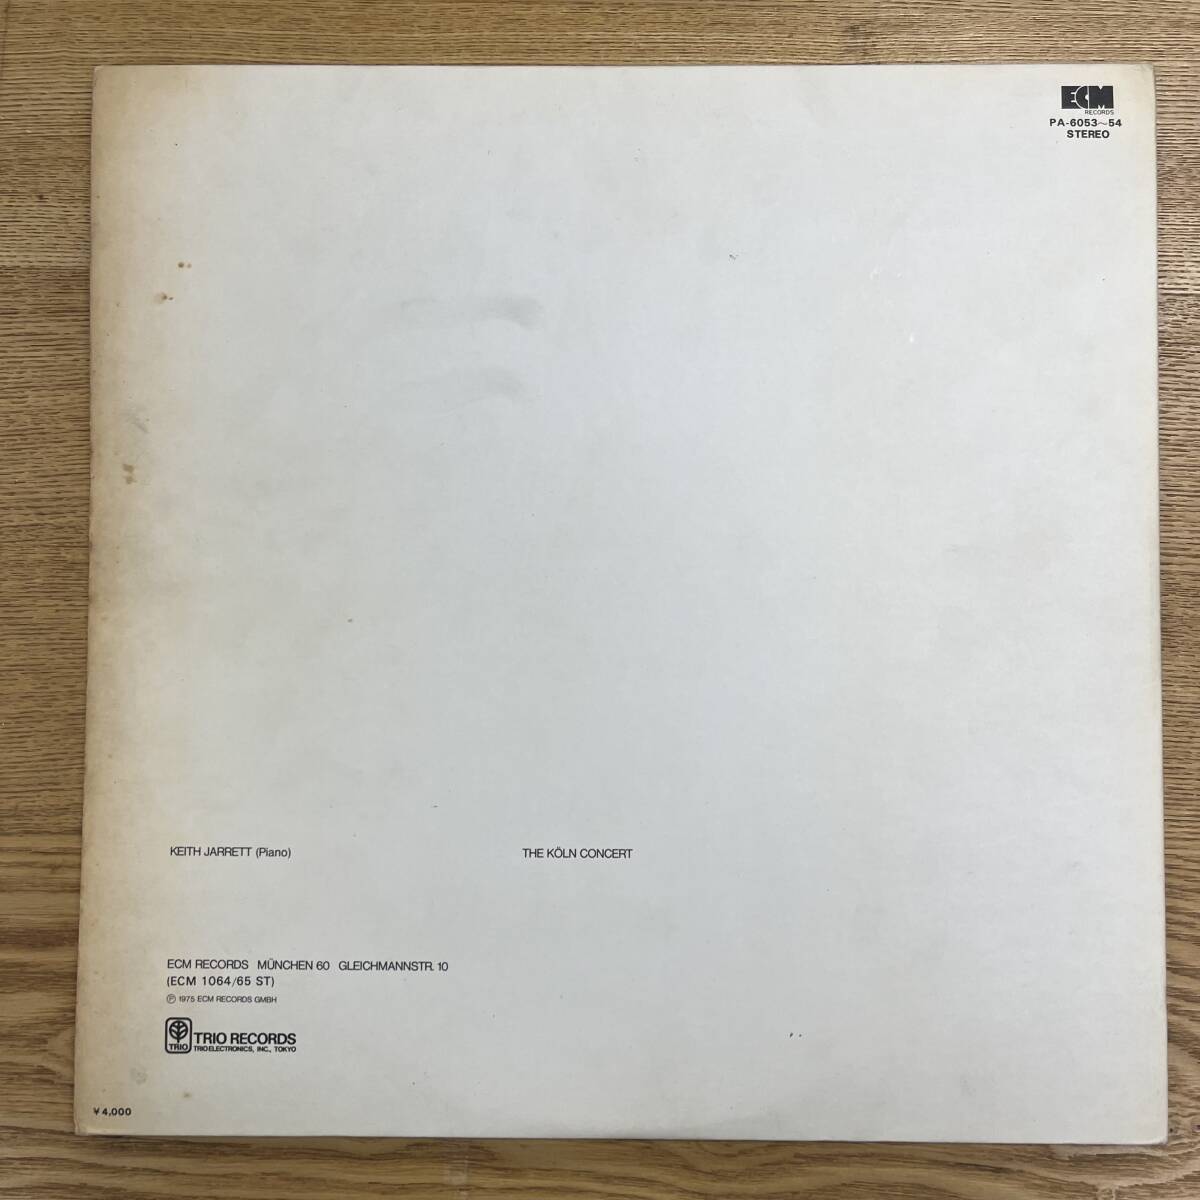 ECM
RECORDS
PA-6053~54
STEREO
KEITH JARRETT (Piano)
THE KÖLN CONCERT
ECM RECORDS MÜNCHEN 60 GLEICHMANNSTR. 10
(ECM 1064/65 ST)
Ⓟ 1975 ECM RECORDS GMBH
TRIO
TRIO RECORDS
TRIO ELECTRONICS, INC., TOKYO
¥4,000